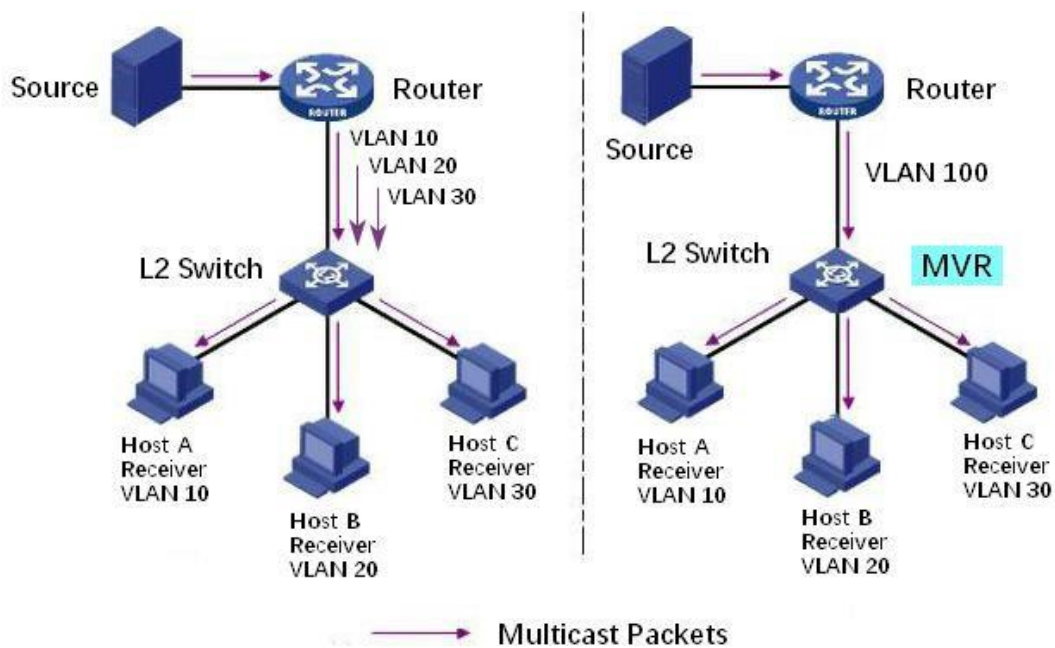 Source
Router
ROUTER
VLAN 10
VLAN 20
VLAN 30
L2 Switch
Host A
Receiver
VLAN 10
Host B
Receiver
VLAN 20
Host C
Receiver
VLAN 30
Source
Router
ROUTER
VLAN 100
L2 Switch
MVR
Host A
Receiver
VLAN 10
Host B
Receiver
VLAN 20
Host C
Receiver
VLAN 30
Multicast Packets